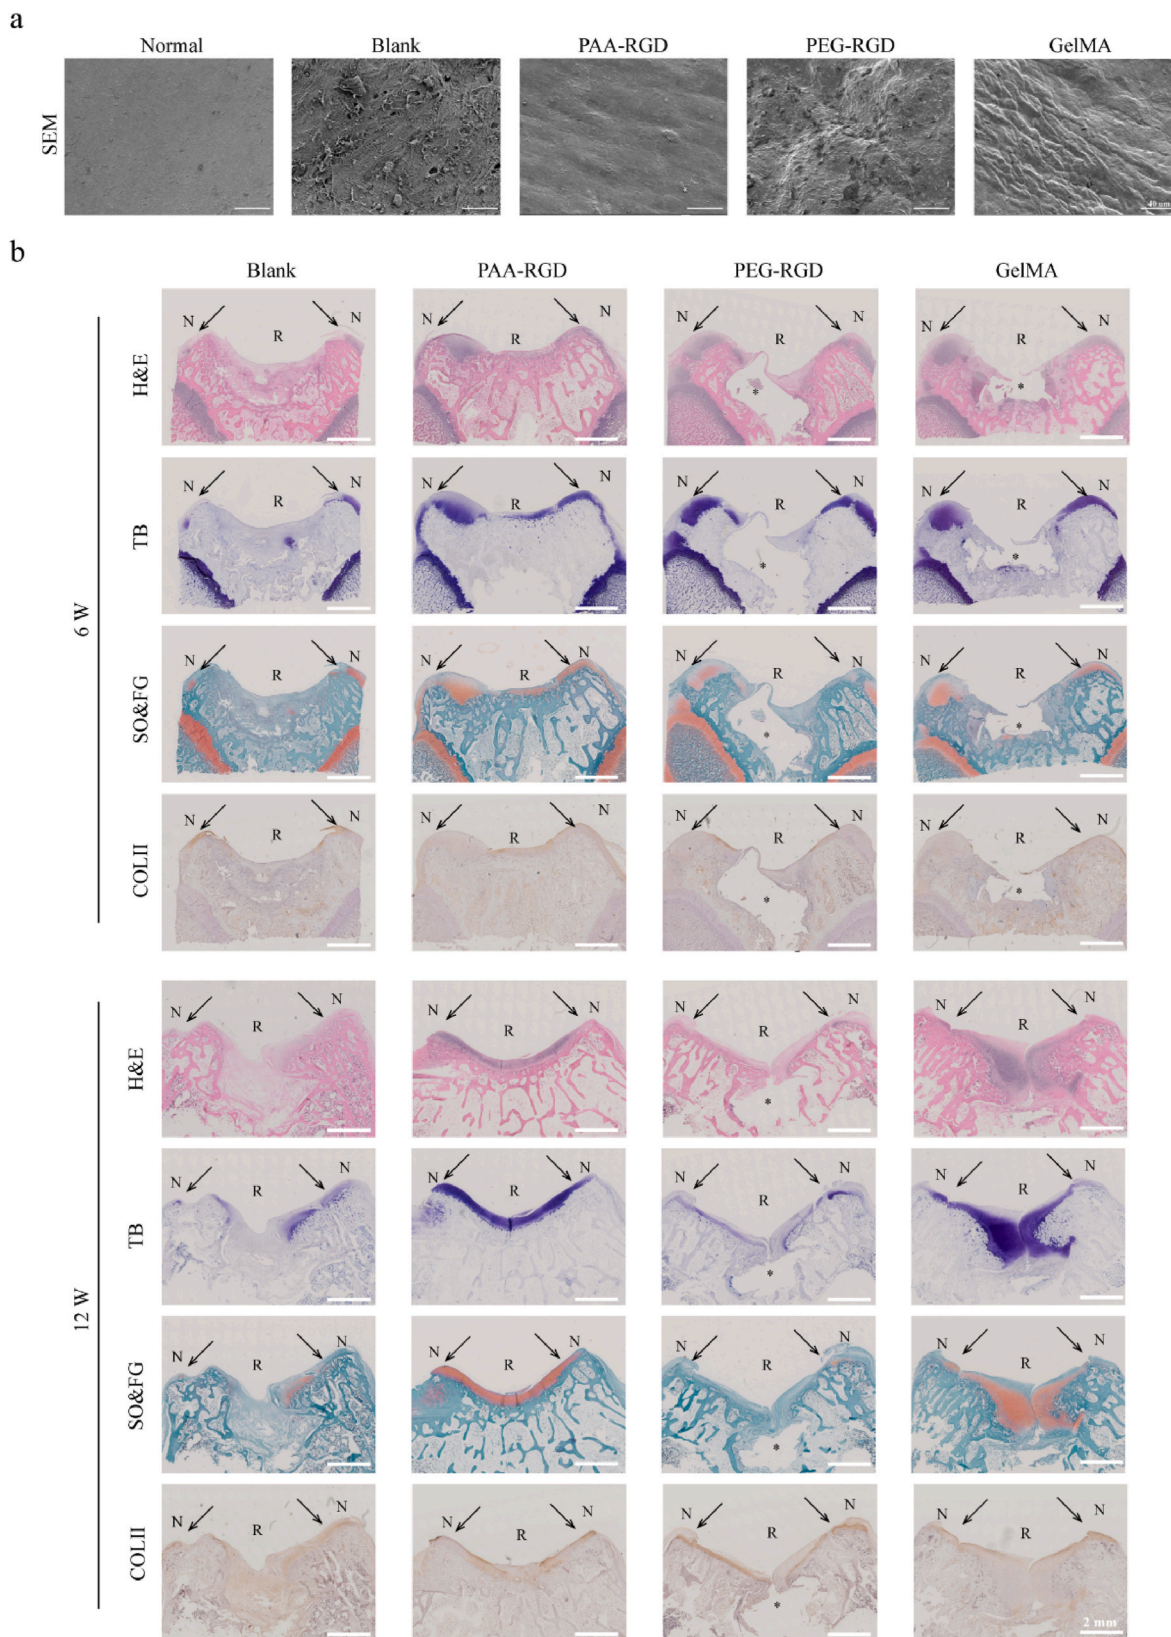 a
Normal Blank PAA-RGD PEG-RGD GelMA
SEM
40 um
b
Blank PAA-RGD PEG-RGD GelMA
6 W
H&E
N R N N R N N R N N R N
* *
TB
N R N N R N N R N N R N
* *
SO&FG
N R N N R N N R N N R N
* *
COLII
N R N N R N N R N N R N
* *
12 W
H&E
N R N N R N N R N N R N
*
TB
N R N N R N N R N N R N
*
SO&FG
N R N N R N N R N N R N
*
COLII
N R N N R N N R N N R N
*
2 mm